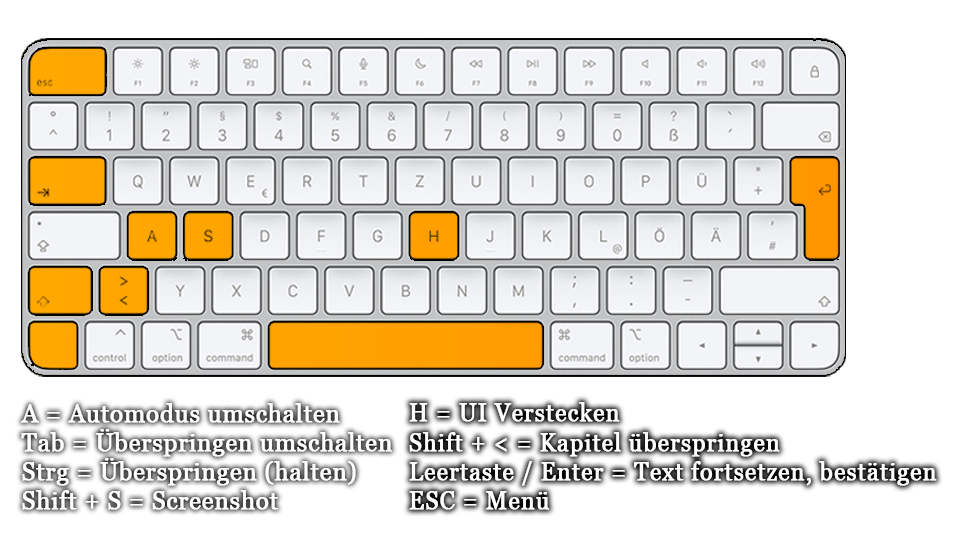 esc F1 F2 F3 F4 F5 F6 F7 F8 F9 F10 F11 F12
° ^ ! 1 " 2 § 3 $ 4 % 5 & 6 / 7 ( 8 ) 9 = 0 ? ß ` ´
Q W E € R T Z U I O P Ü * +
A S D F G H J K L @ Ö Ä ' #
> < Y X C V B N M ; , : . _ -
control option command command option
A = Automodus umschalten
Tab = Überspringen umschalten
Strg = Überspringen (halten)
Shift + S = Screenshot
H = UI Verstecken
Shift + < = Kapitel überspringen
Leertaste / Enter = Text fortsetzen, bestätigen
ESC = Menü